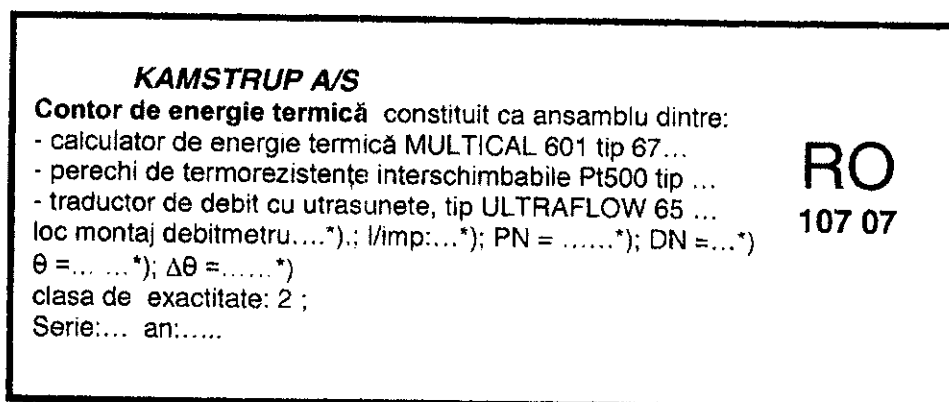 KAMSTRUP A/S
Contor de energie termică constituit ca ansamblu dintre:
- calculator de energie termică MULTICAL 601 tip 67...
- perechi de termorezistențe interschimbabile Pt500 tip ...
- traductor de debit cu utrasunete, tip ULTRAFLOW 65 ...
loc montaj debitmetru....*).; l/imp:...*); PN = ......*); DN =...*)
θ =... ...*); Δθ =......*)
clasa de exactitate: 2 ;
Serie:... an:.....
RO
107 07